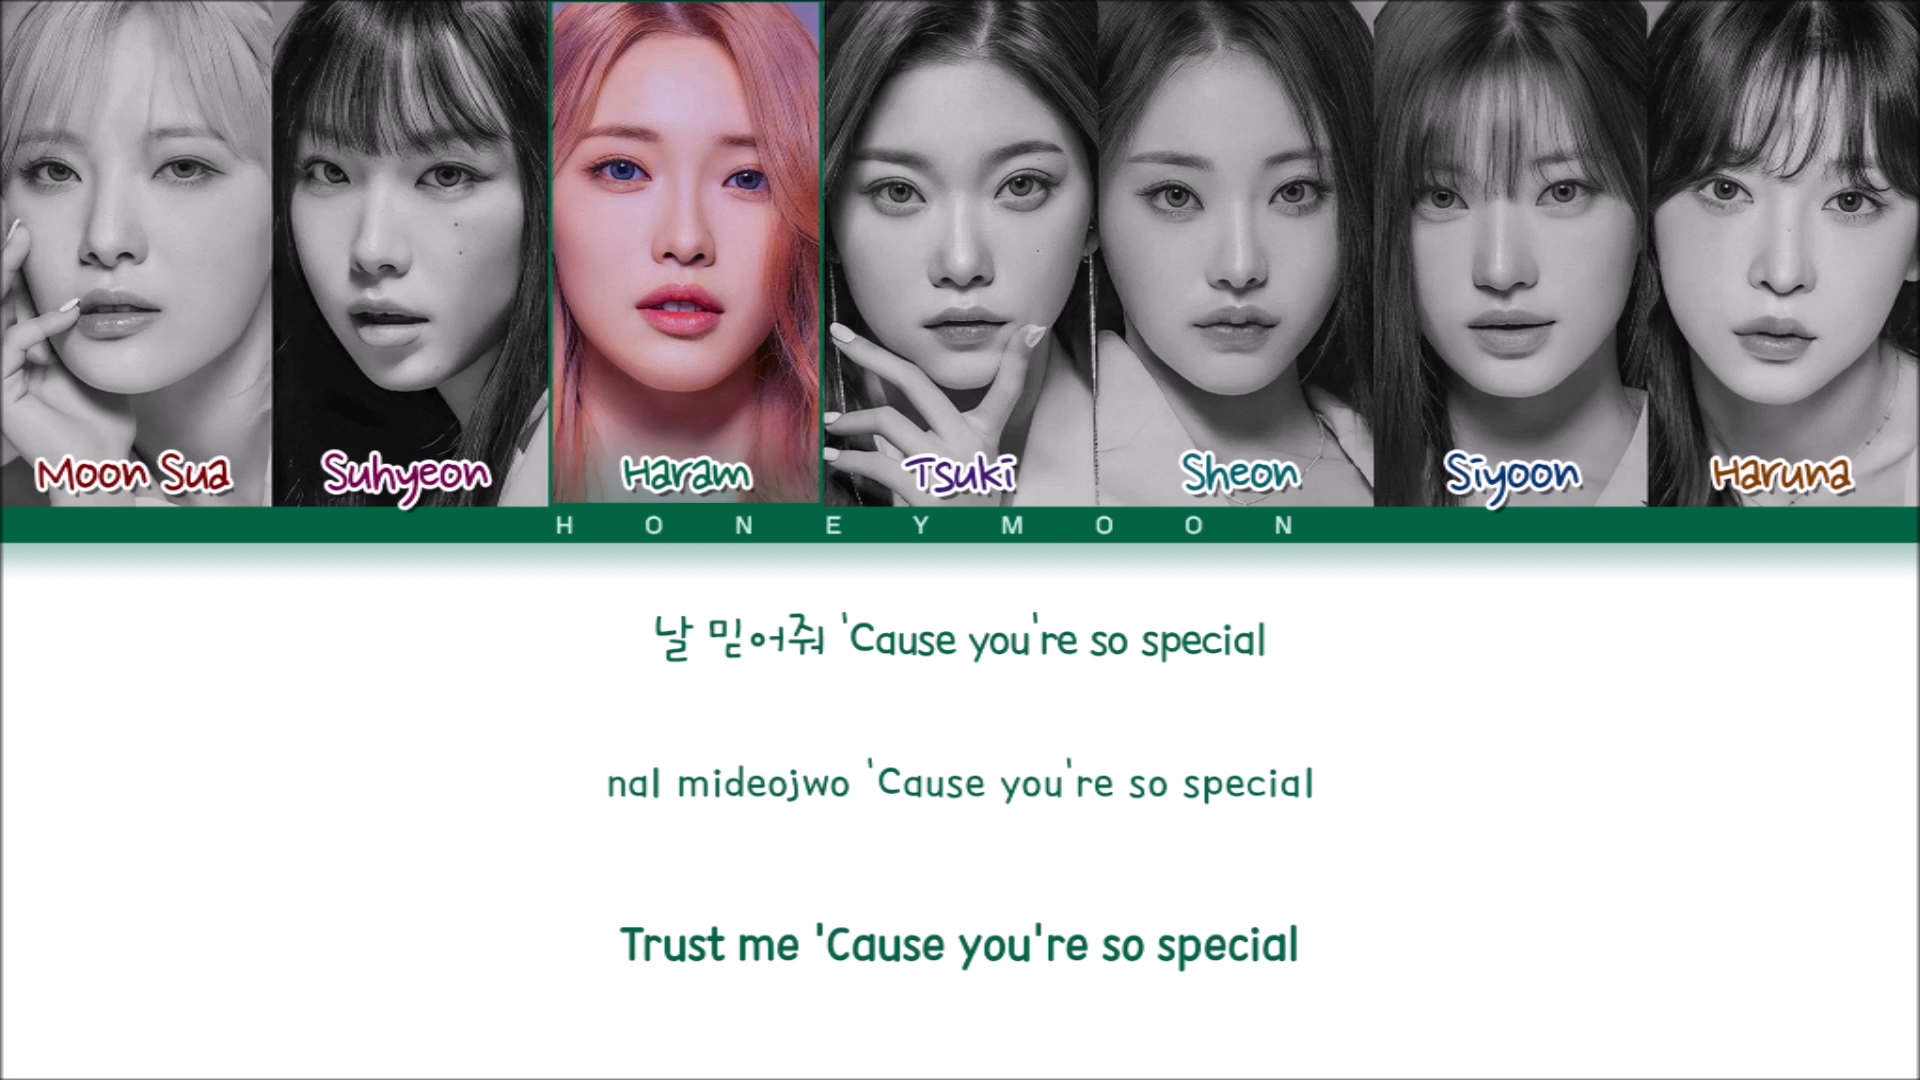 Moon Sua Suhyeon Haram Tsuki Sheon Siyoon Haruna
HONEYMOON
날 믿어줘 'Cause you're so special
nal mideojwo 'Cause you're so special
Trust me 'Cause you're so special